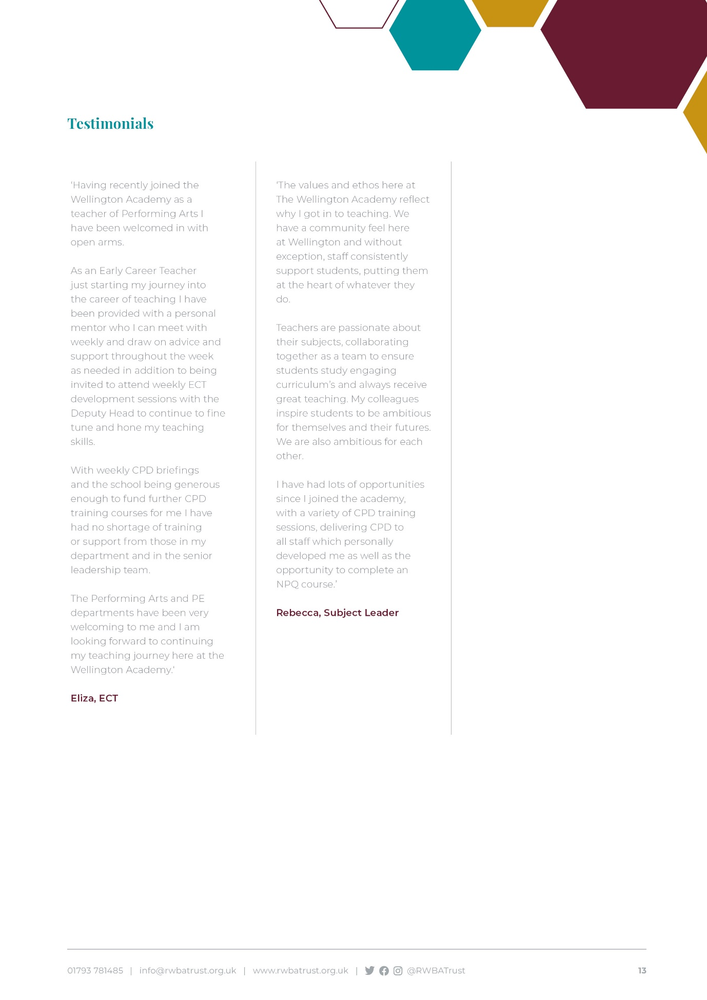 Testimonials
‘Having recently joined the
Wellington Academy as a
teacher of Performing Arts I
have been welcomed in with
open arms.
As an Early Career Teacher
just starting my journey into
the career of teaching I have
been provided with a personal
mentor who I can meet with
weekly and draw on advice and
support throughout the week
as needed in addition to being
invited to attend weekly ECT
development sessions with the
Deputy Head to continue to fine
tune and hone my teaching
skills.
With weekly CPD briefings
and the school being generous
enough to fund further CPD
training courses for me I have
had no shortage of training
or support from those in my
department and in the senior
leadership team.
The Performing Arts and PE
departments have been very
welcoming to me and I am
looking forward to continuing
my teaching journey here at the
Wellington Academy.‘
Eliza, ECT
‘The values and ethos here at
The Wellington Academy reflect
why I got in to teaching. We
have a community feel here
at Wellington and without
exception, staff consistently
support students, putting them
at the heart of whatever they
do.
Teachers are passionate about
their subjects, collaborating
together as a team to ensure
students study engaging
curriculum’s and always receive
great teaching. My colleagues
inspire students to be ambitious
for themselves and their futures.
We are also ambitious for each
other.
I have had lots of opportunities
since I joined the academy,
with a variety of CPD training
sessions, delivering CPD to
all staff which personally
developed me as well as the
opportunity to complete an
NPQ course.’
Rebecca, Subject Leader
01793 781485 | info@rwbatrust.org.uk | www.rwbatrust.org.uk | @RWBATrust 13